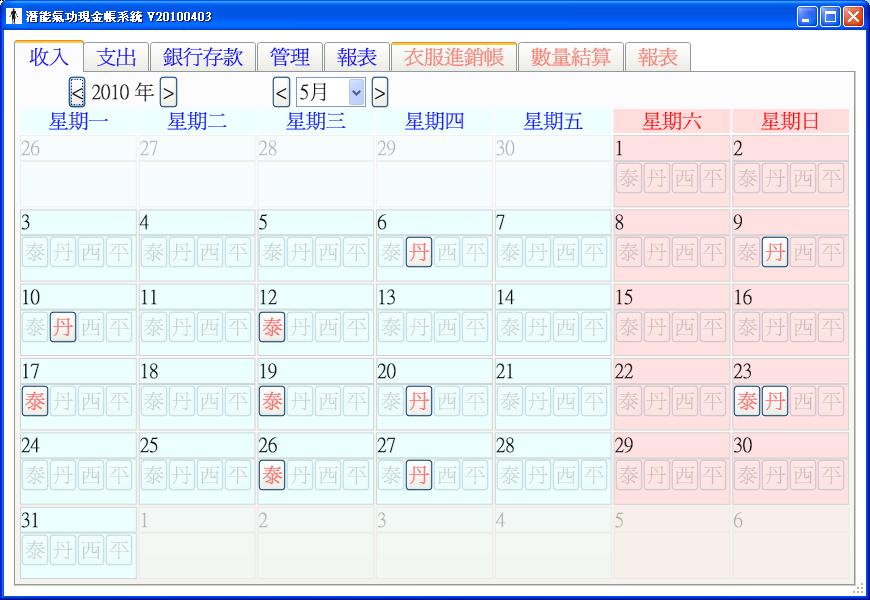 潛能氣功現金帳系統 V20100403
收入 支出 銀行存款 管理 報表 衣服進銷帳 數量結算 報表
< 2010 年 > < 5月 >
星期一 星期二 星期三 星期四 星期五 星期六 星期日
26 27 28 29 30 1 2
泰 丹 西 平 泰 丹 西 平
3 4 5 6 7 8 9
泰 丹 西 平 泰 丹 西 平 泰 丹 西 平 泰 丹 西 平 泰 丹 西 平 泰 丹 西 平 泰 丹 西 平
10 11 12 13 14 15 16
泰 丹 西 平 泰 丹 西 平 泰 丹 西 平 泰 丹 西 平 泰 丹 西 平 泰 丹 西 平 泰 丹 西 平
17 18 19 20 21 22 23
泰 丹 西 平 泰 丹 西 平 泰 丹 西 平 泰 丹 西 平 泰 丹 西 平 泰 丹 西 平 泰 丹 西 平
24 25 26 27 28 29 30
泰 丹 西 平 泰 丹 西 平 泰 丹 西 平 泰 丹 西 平 泰 丹 西 平 泰 丹 西 平 泰 丹 西 平
31 1 2 3 4 5 6
泰 丹 西 平